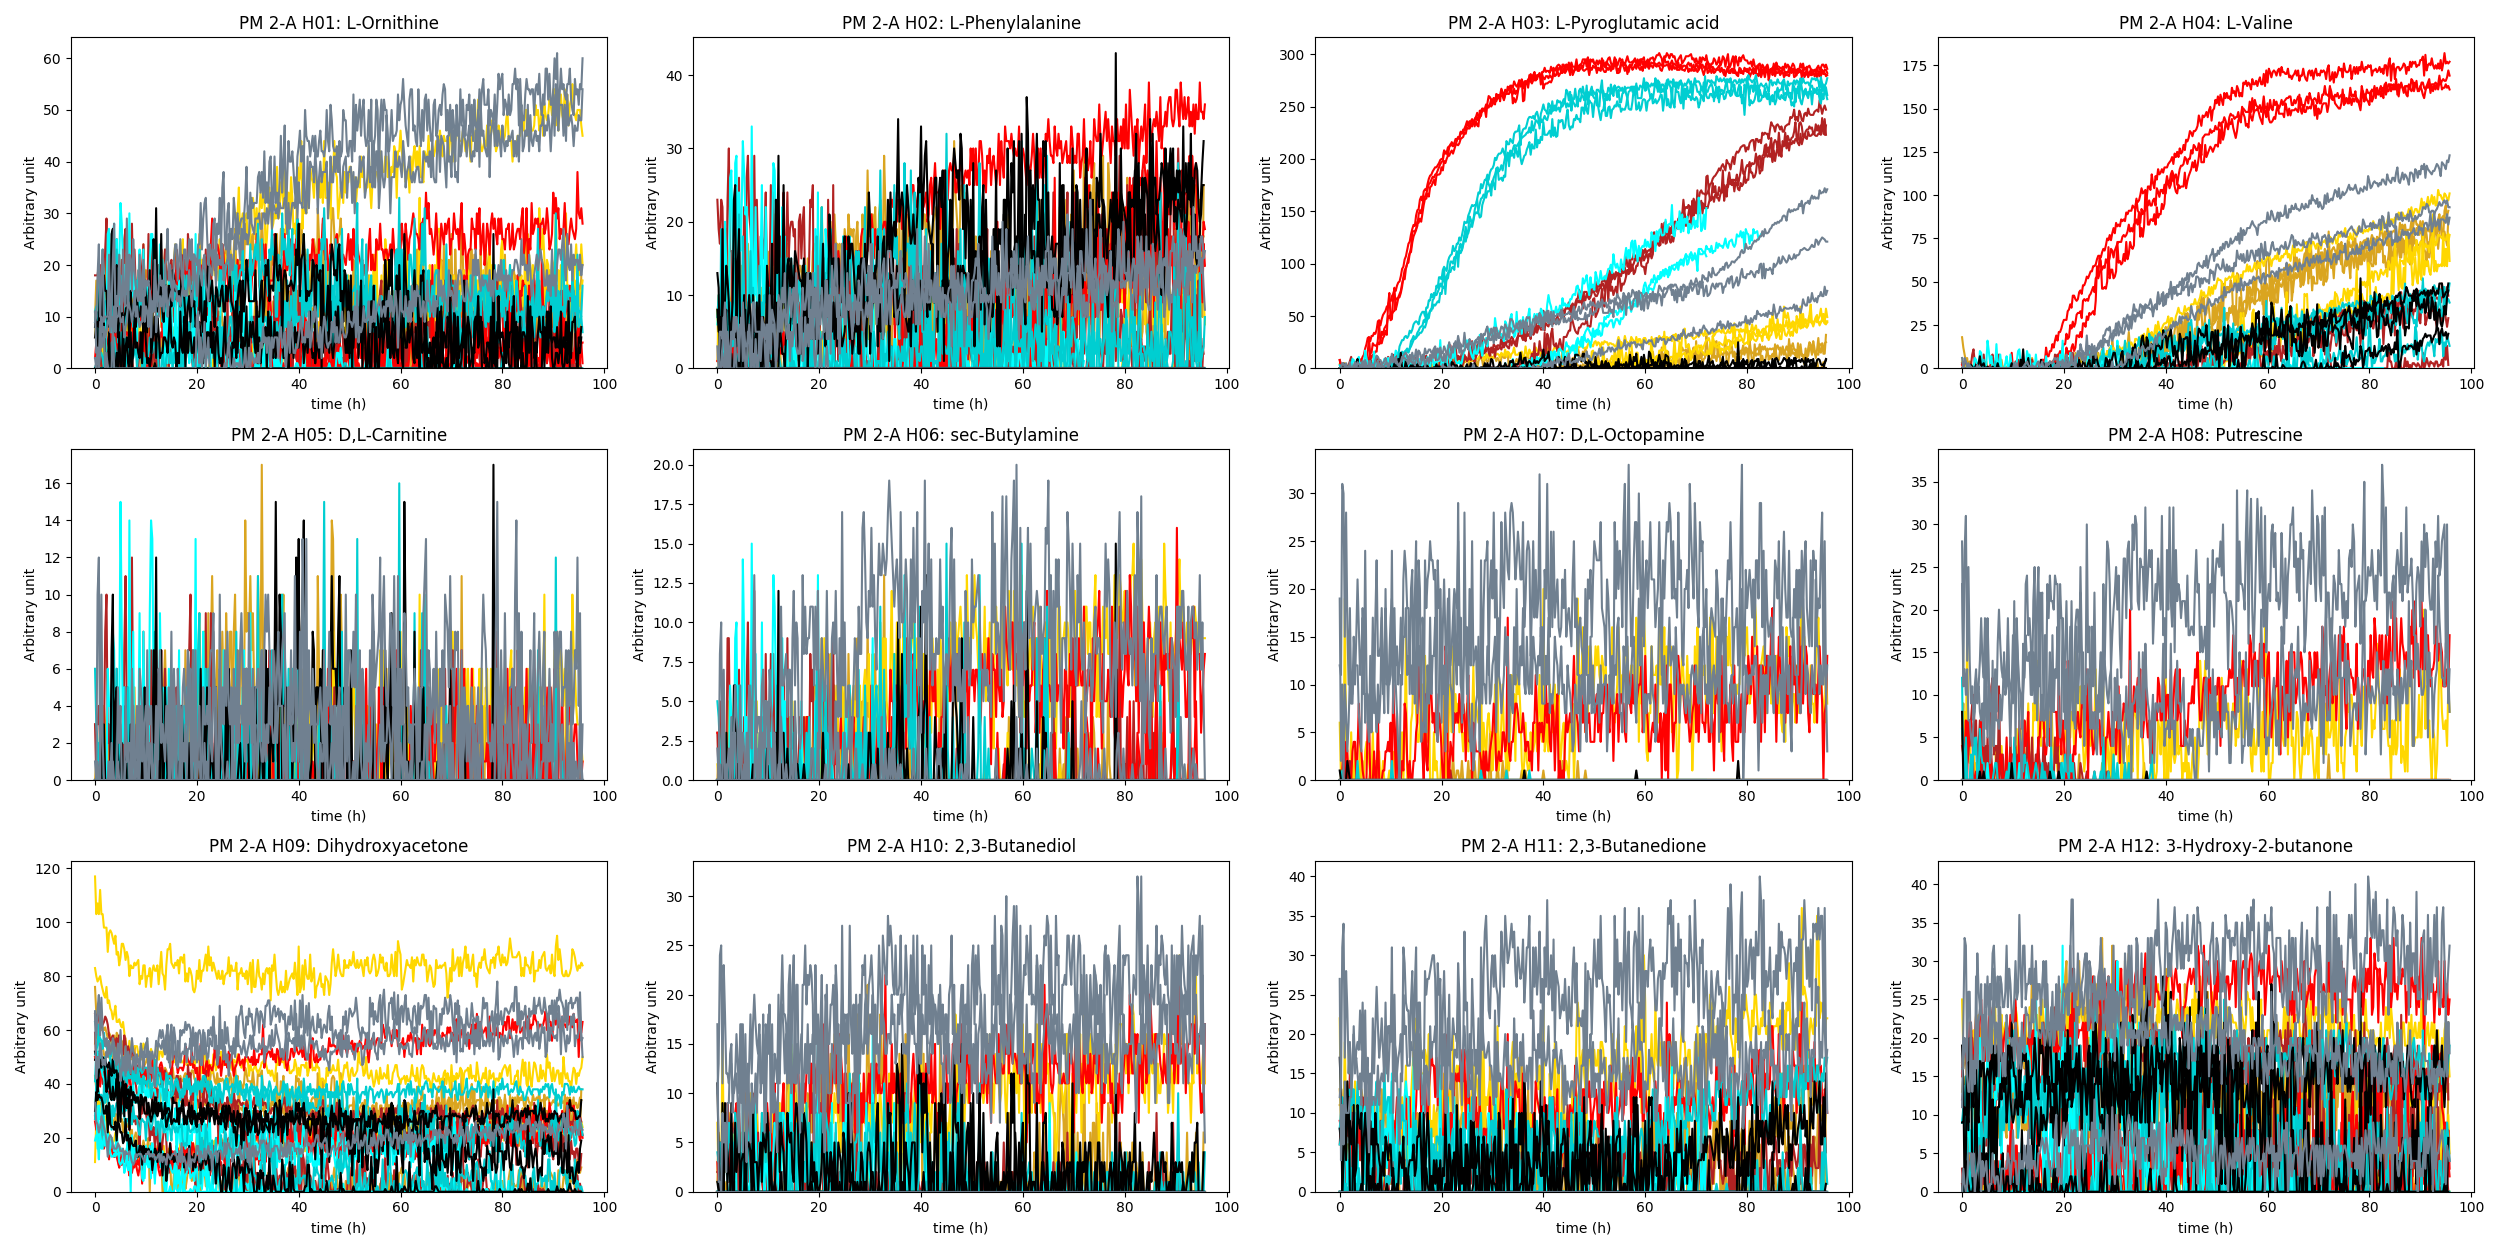 PM 2-A H01: L-Ornithine
PM 2-A H02: L-Phenylalanine
PM 2-A H03: L-Pyroglutamic acid
PM 2-A H04: L-Valine
Arbitrary unit
60
50
40
30
20
10
0
0 20 40 60 80 100
time (h)
Arbitrary unit
40
30
20
10
0
0 20 40 60 80 100
time (h)
Arbitrary unit
300
250
200
150
100
50
0
0 20 40 60 80 100
time (h)
Arbitrary unit
175
150
125
100
75
50
25
0
0 20 40 60 80 100
time (h)
PM 2-A H05: D,L-Carnitine
PM 2-A H06: sec-Butylamine
PM 2-A H07: D,L-Octopamine
PM 2-A H08: Putrescine
Arbitrary unit
16
14
12
10
8
6
4
2
0
0 20 40 60 80 100
time (h)
Arbitrary unit
20.0
17.5
15.0
12.5
10.0
7.5
5.0
2.5
0.0
0 20 40 60 80 100
time (h)
Arbitrary unit
30
25
20
15
10
5
0
0 20 40 60 80 100
time (h)
Arbitrary unit
35
30
25
20
15
10
5
0
0 20 40 60 80 100
time (h)
PM 2-A H09: Dihydroxyacetone
PM 2-A H10: 2,3-Butanediol
PM 2-A H11: 2,3-Butanedione
PM 2-A H12: 3-Hydroxy-2-butanone
Arbitrary unit
120
100
80
60
40
20
0
0 20 40 60 80 100
time (h)
Arbitrary unit
30
25
20
15
10
5
0
0 20 40 60 80 100
time (h)
Arbitrary unit
40
35
30
25
20
15
10
5
0
0 20 40 60 80 100
time (h)
Arbitrary unit
40
35
30
25
20
15
10
5
0
0 20 40 60 80 100
time (h)